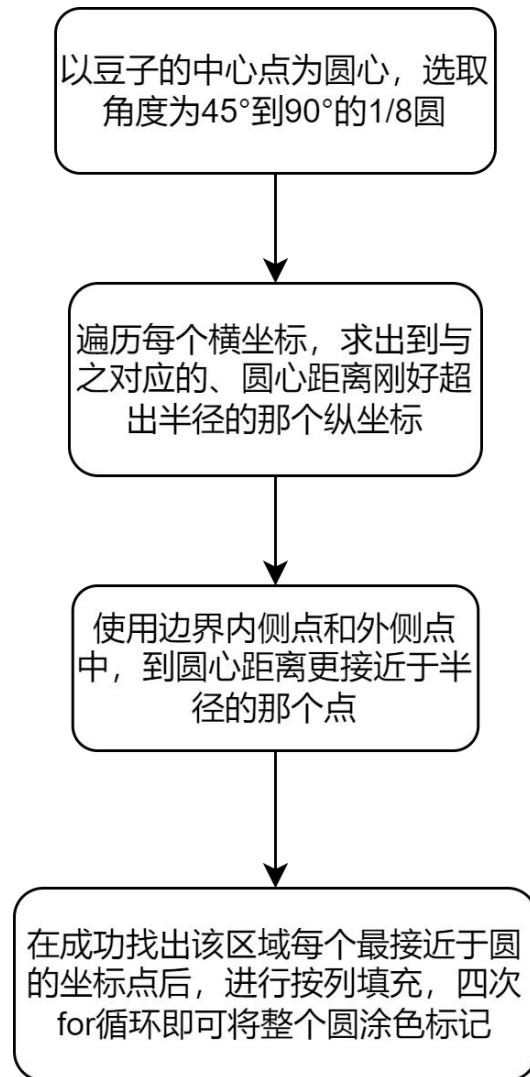 以豆子的中心点为圆心，选取
角度为45°到90°的1/8圆
遍历每个横坐标，求出到与
之对应的、圆心距离刚好超
出半径的那个纵坐标
使用边界内侧点和外侧点
中，到圆心距离更接近于半
径的那个点
在成功找出该区域每个最接近于圆
的坐标点后，进行按列填充，四次
for循环即可将整个圆涂色标记